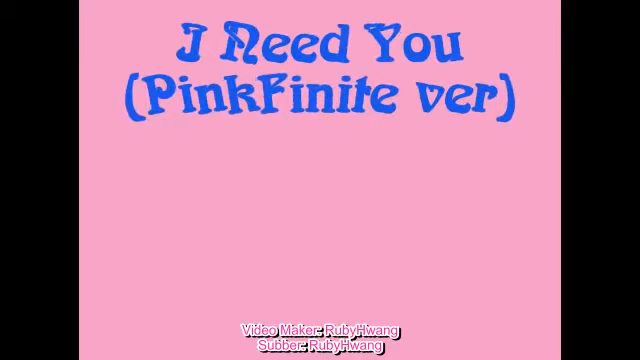 I Need You
(PinkFinite ver)
Video Maker: RubyHwang
Subber: RubyHwang